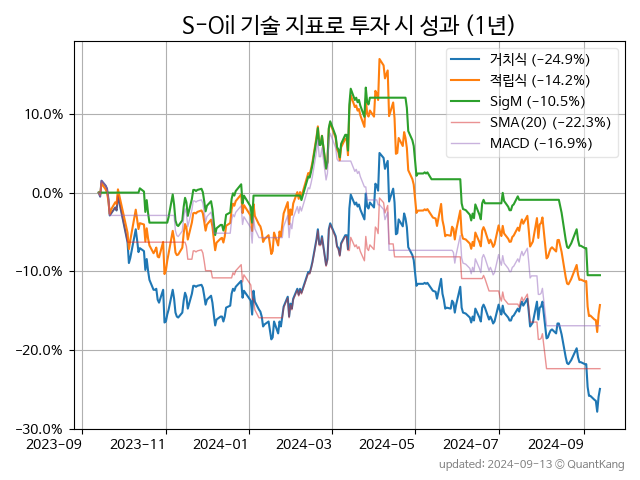 S-Oil 기술 지표로 투자 시 성과 (1년)
거치식 (-24.9%)
적립식 (-14.2%)
SigM (-10.5%)
SMA(20) (-22.3%)
MACD (-16.9%)
10.0%
0.0%
-10.0%
-20.0%
-30.0%
2023-09 2023-11 2024-01 2024-03 2024-05 2024-07 2024-09
updated: 2024-09-13 © QuantKang